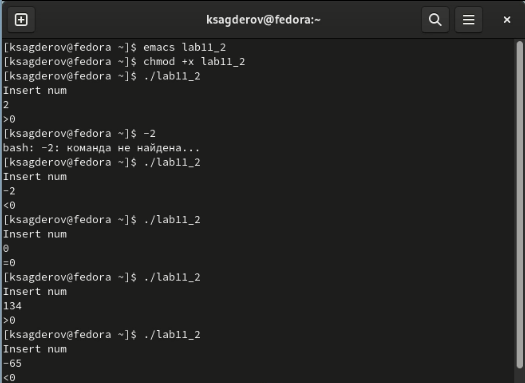 ksagderov@fedora:~
[ksagderov@fedora ~]$ emacs lab11_2
[ksagderov@fedora ~]$ chmod +x lab11_2
[ksagderov@fedora ~]$ ./lab11_2
Insert num
2
>0
[ksagderov@fedora ~]$ -2
bash: -2: команда не найдена...
[ksagderov@fedora ~]$ ./lab11_2
Insert num
-2
<0
[ksagderov@fedora ~]$ ./lab11_2
Insert num
0
=0
[ksagderov@fedora ~]$ ./lab11_2
Insert num
134
>0
[ksagderov@fedora ~]$ ./lab11_2
Insert num
-65
<0